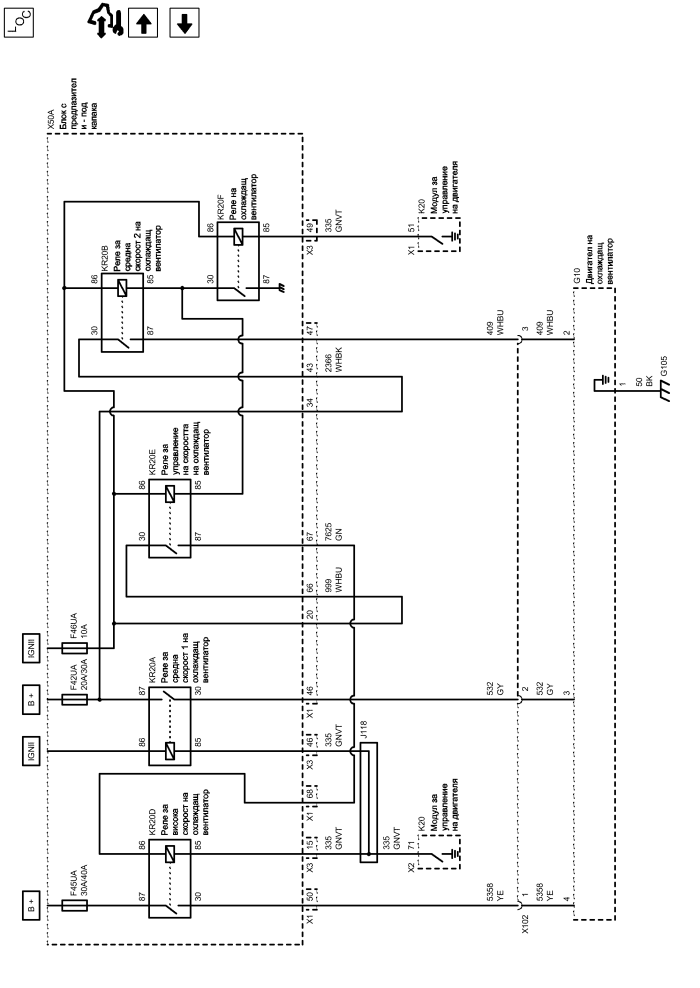 LOC
X50A
Блок с
предпазител
и - под
капака
B +
F45UA
30A/40A
IGNII
B +
F42UA
20A/30A
IGNII
F46UA
10A
KR20D
Реле за
висока
скорост на
охлаждащ
вентилатор
87
86
30
85
KR20A
Реле за
средна
скорост 1 на
охлаждащ
вентилатор
86
87
85
30
KR20E
Реле за
управление
на скоростта
на охлаждащ
вентилатор
30
86
87
85
KR20B
Реле за
средна
скорост 2 на
охлаждащ
вентилатор
30
86
87
85
KR20F
Реле на
охлаждащ
вентилатор
30
86
87
85
X1
50
X3
15
335
GNVT
X1
68
X3
46
335
GNVT
X1
46
20
66
999
WHBU
67
7625
GN
34
43
2366
WHBK
47
X3
49
335
GNVT
J118
335
GNVT
X2
71
K20
Модул за
управление
на двигателя
X1
51
K20
Модул за
управление
на двигателя
5358
YE
X102
1
5358
YE
4
532
GY
2
532
GY
3
409
WHBU
3
409
WHBU
2
G10
Двигател на
охлаждащ
вентилатор
1
50
BK
G105